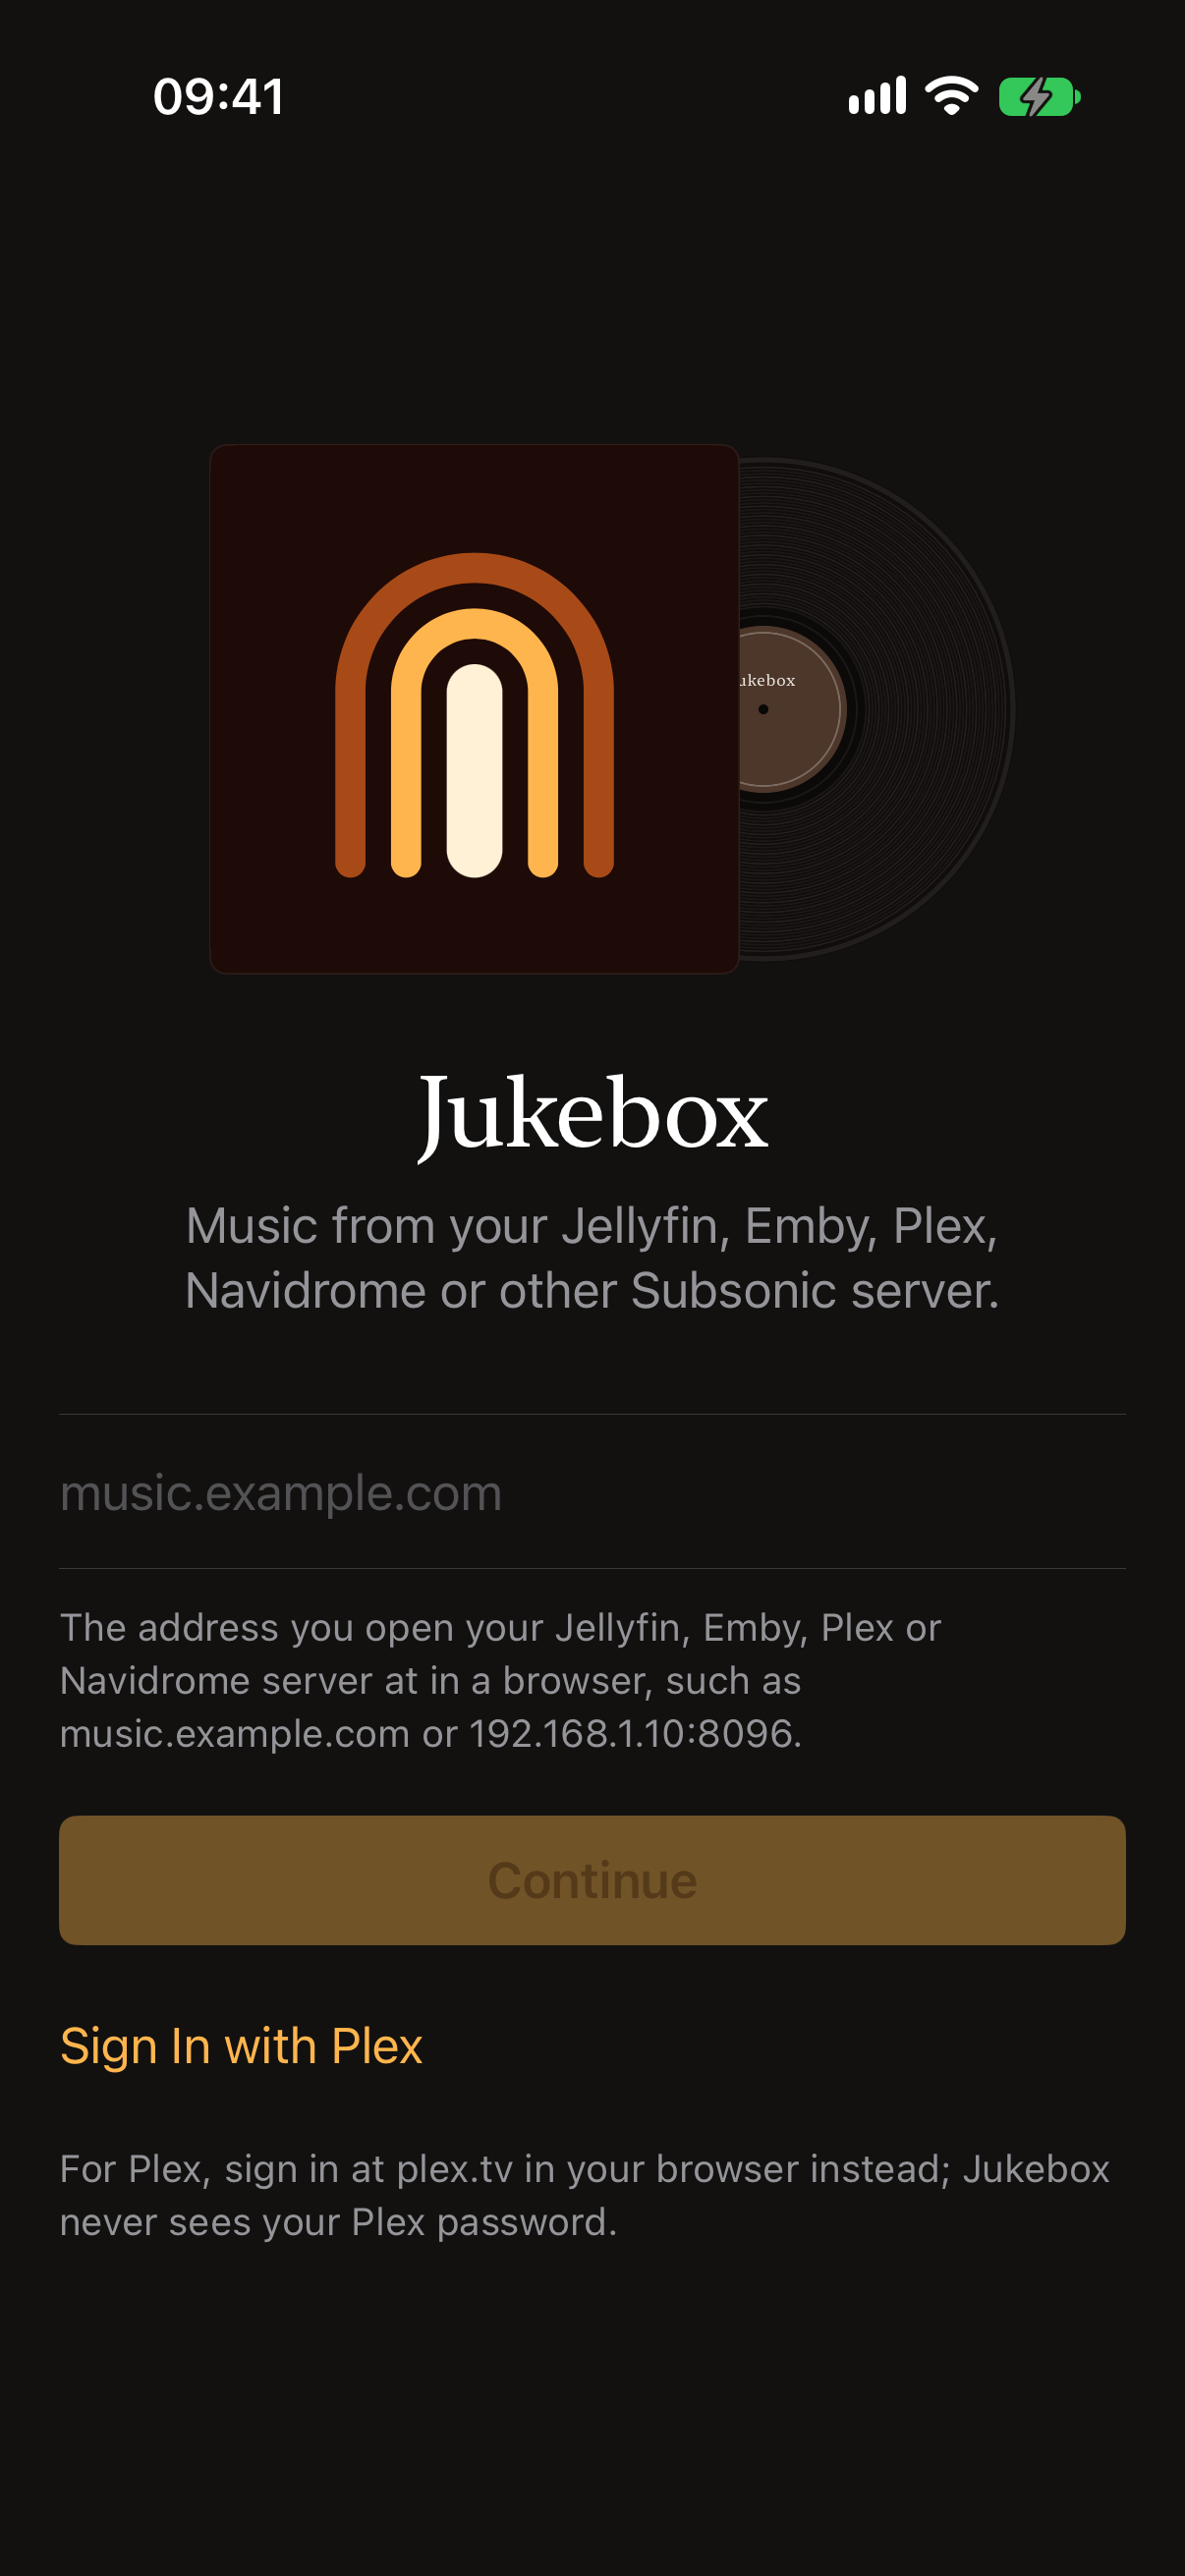 09:41
ukebox
Jukebox
Music from your Jellyfin, Emby, Plex,
Navidrome or other Subsonic server.
music.example.com
The address you open your Jellyfin, Emby, Plex or
Navidrome server at in a browser, such as
music.example.com or 192.168.1.10:8096.
Continue
Sign In with Plex
For Plex, sign in at plex.tv in your browser instead; Jukebox
never sees your Plex password.